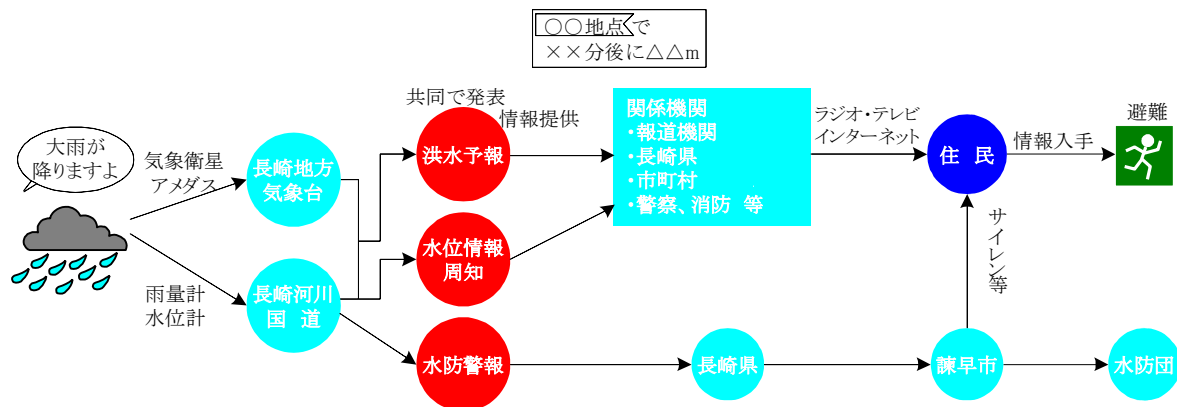 ○○地点で
××分後に△△m
大雨が
降りますよ
気象衛星
アメダス
雨量計
水位計
長崎地方
気象台
長崎河川
国　道
共同で発表
洪水予報
水位情報
周知
水防警報
情報提供
関係機関
・報道機関
・長崎県
・市町村
・警察、消防　等
ラジオ・テレビ
インターネット
住　民
情報入手
避難
サイレン等
長崎県
諫早市
水防団